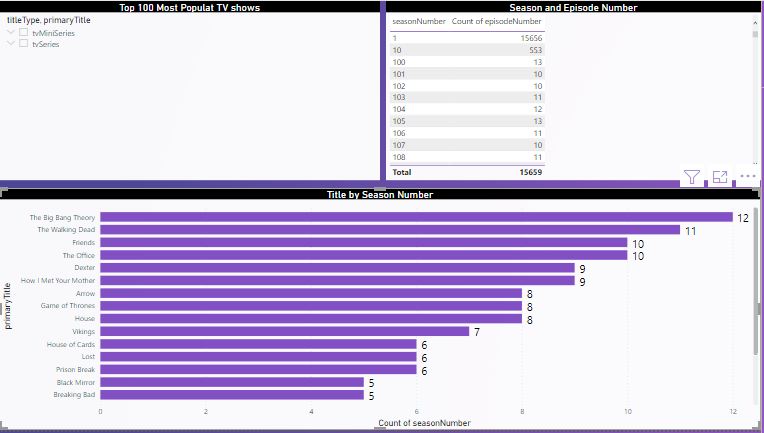 Top 100 Most Populat TV shows
titleType, primaryTitle
tvMiniSeries
tvSeries
Season and Episode Number
seasonNumber Count of episodeNumber
1 15656
10 553
100 13
101 10
102 10
103 11
104 12
105 13
106 11
107 10
108 11
Total 15659
Title by Season Number
primaryTitle
The Big Bang Theory 12
The Walking Dead 11
Friends 10
The Office 10
Dexter 9
How I Met Your Mother 9
Arrow 8
Game of Thrones 8
House 8
Vikings 7
House of Cards 6
Lost 6
Prison Break 6
Black Mirror 5
Breaking Bad 5
0 2 4 6 8 10 12
Count of seasonNumber